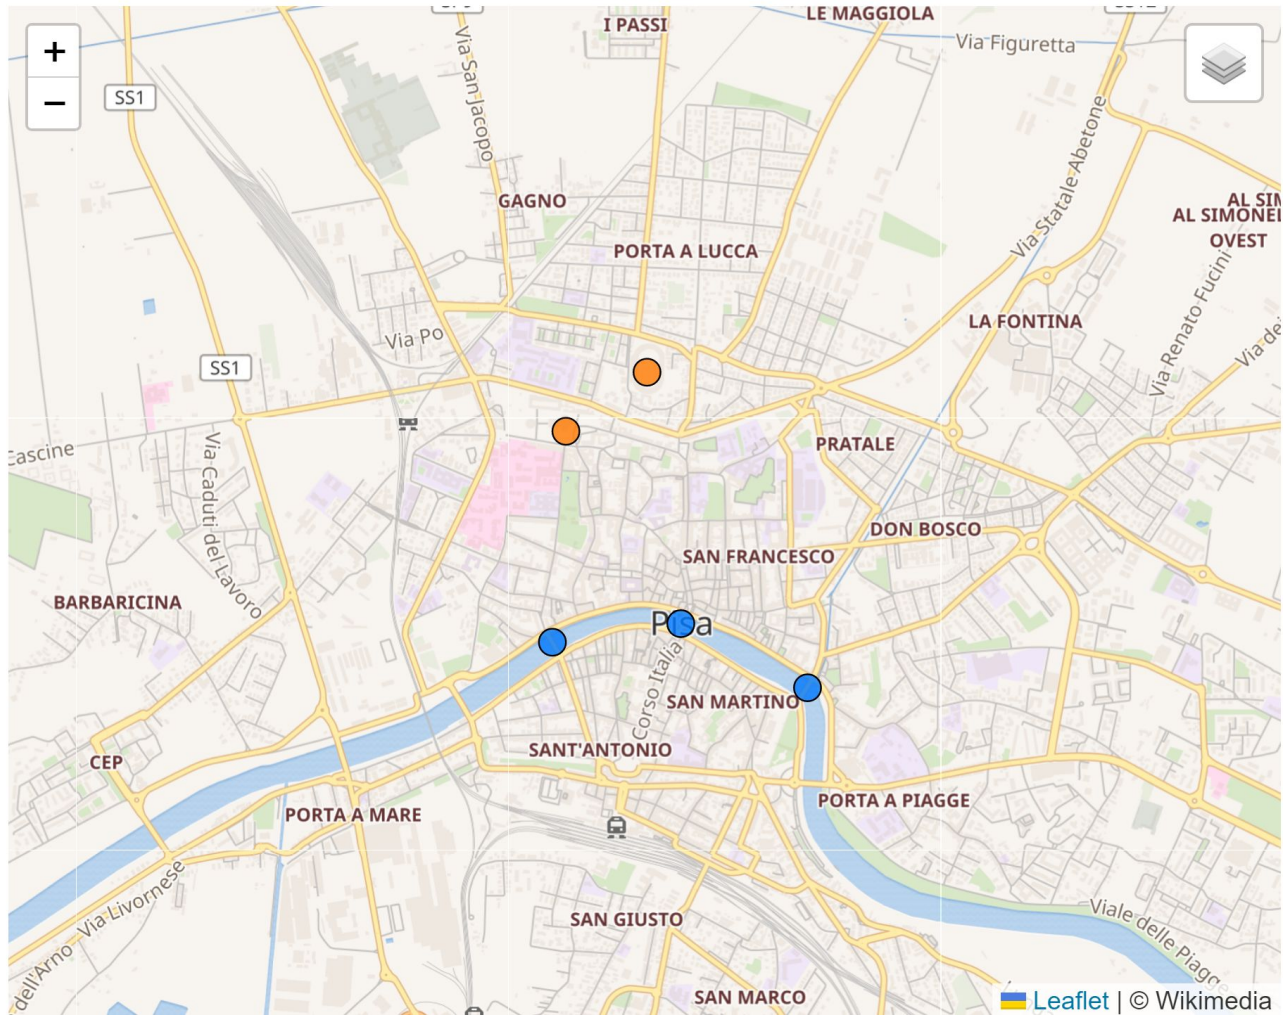 +
−
I PASSI
LE MAGGIOLA
Via Figuretta
SS1
Via San Jacopo
Via Statale Abetone
GAGNO
AL SIMONEL
OVEST
PORTA A LUCCA
Via Renato Fucini
LA FONTINA
Via Po
SS1
PRATALE
Cascine
Via Caduti del Lavoro
DON BOSCO
SAN FRANCESCO
BARBARICINA
Pisa
Corso Italia
SAN MARTINO
SANT'ANTONIO
CEP
PORTA A MARE
PORTA A PIAGGE
Via Livornese
SAN GIUSTO
Viale delle Piagge
dell'Arno
SAN MARCO
Leaflet | © Wikimedia